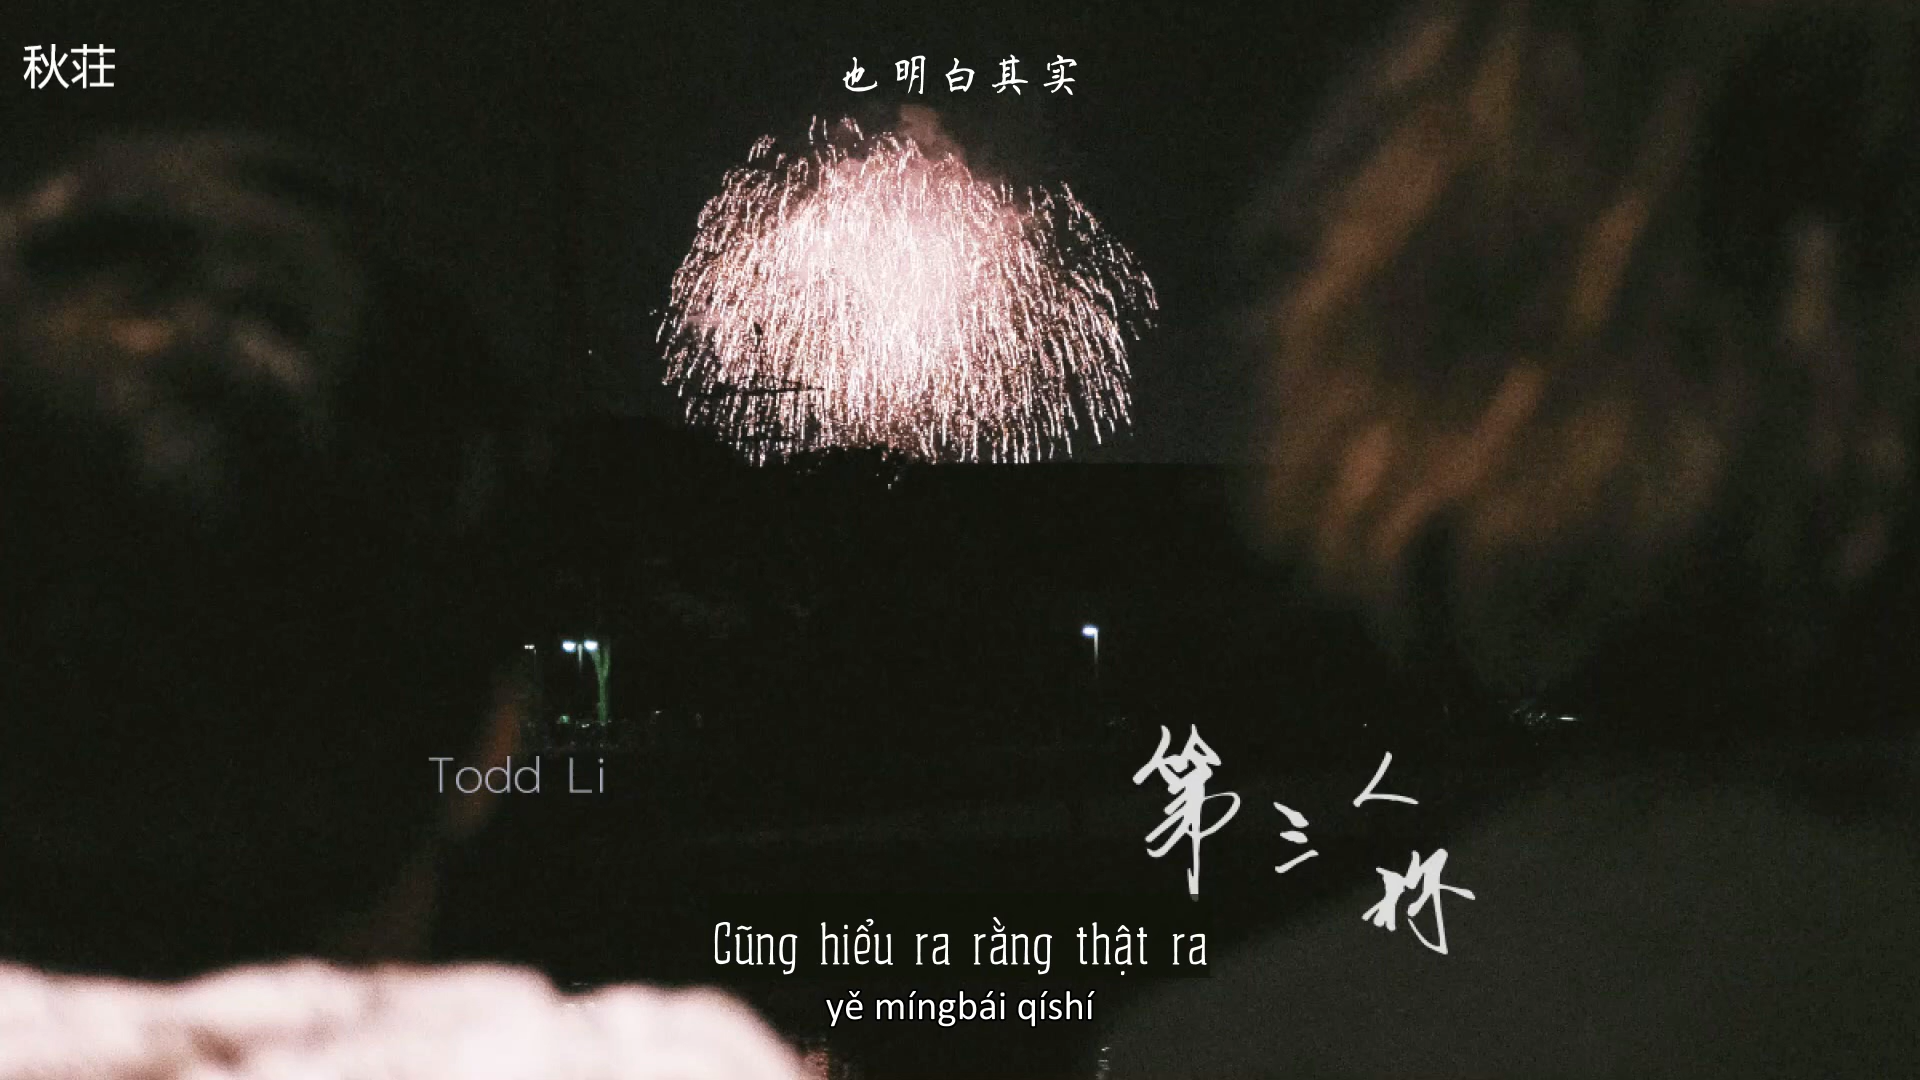 秋荘
也明白其实
Todd Li
第三人称
Cũng hiểu ra rằng thật ra
yě míngbái qíshí